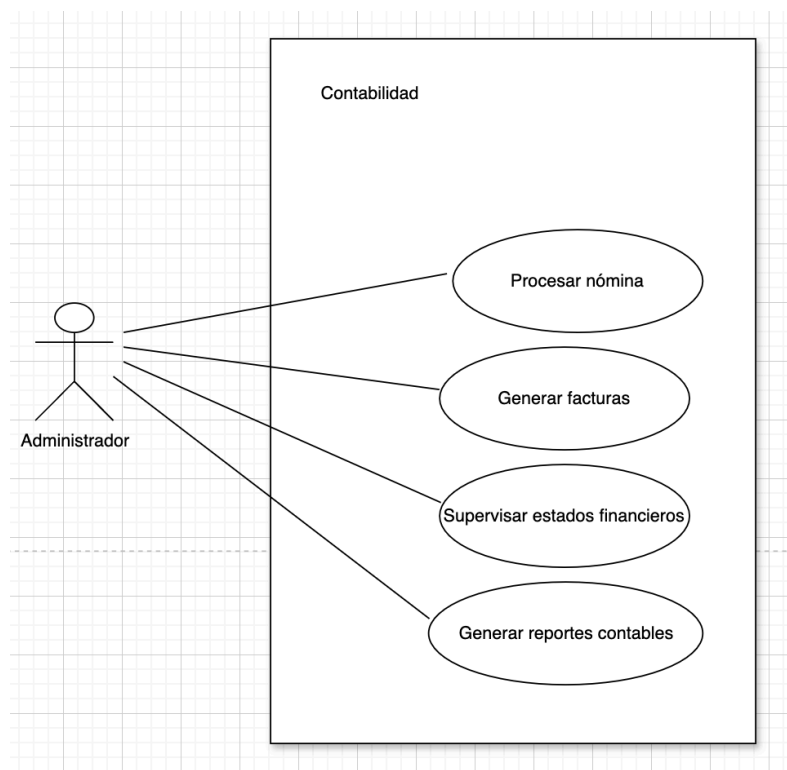 Contabilidad
Procesar nómina
Generar facturas
Administrador
Supervisar estados financieros
Generar reportes contables